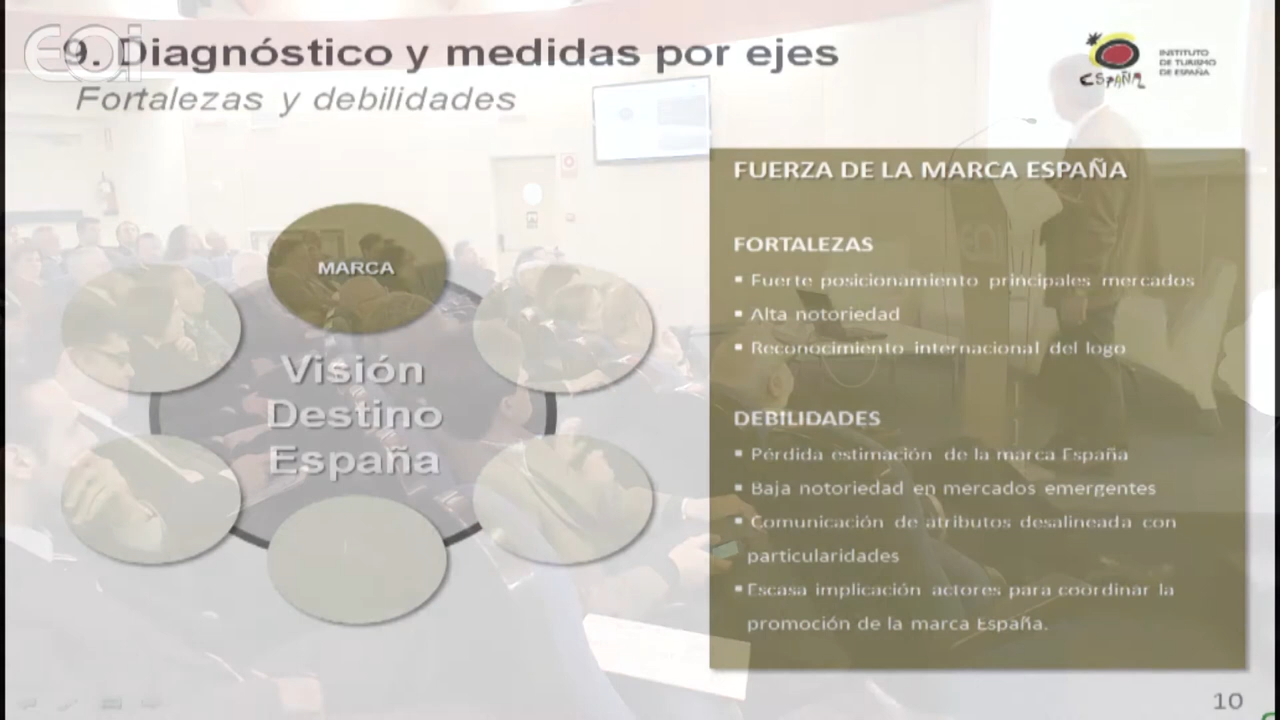 eoi
9. Diagnóstico y medidas por ejes
Fortalezas y debilidades
ESPAÑA
INSTITUTO
DE TURISMO
DE ESPAÑA
MARCA
Visión
Destino
España
FUERZA DE LA MARCA ESPAÑA
FORTALEZAS
▪ Fuerte posicionamiento principales mercados
▪ Alta notoriedad
▪ Reconocimiento internacional del logo
DEBILIDADES
▪ Pérdida estimación de la marca España
▪ Baja notoriedad en mercados emergentes
▪ Comunicación de atributos desalineada con
particularidades
▪ Escasa implicación actores para coordinar la
promoción de la marca España.
10